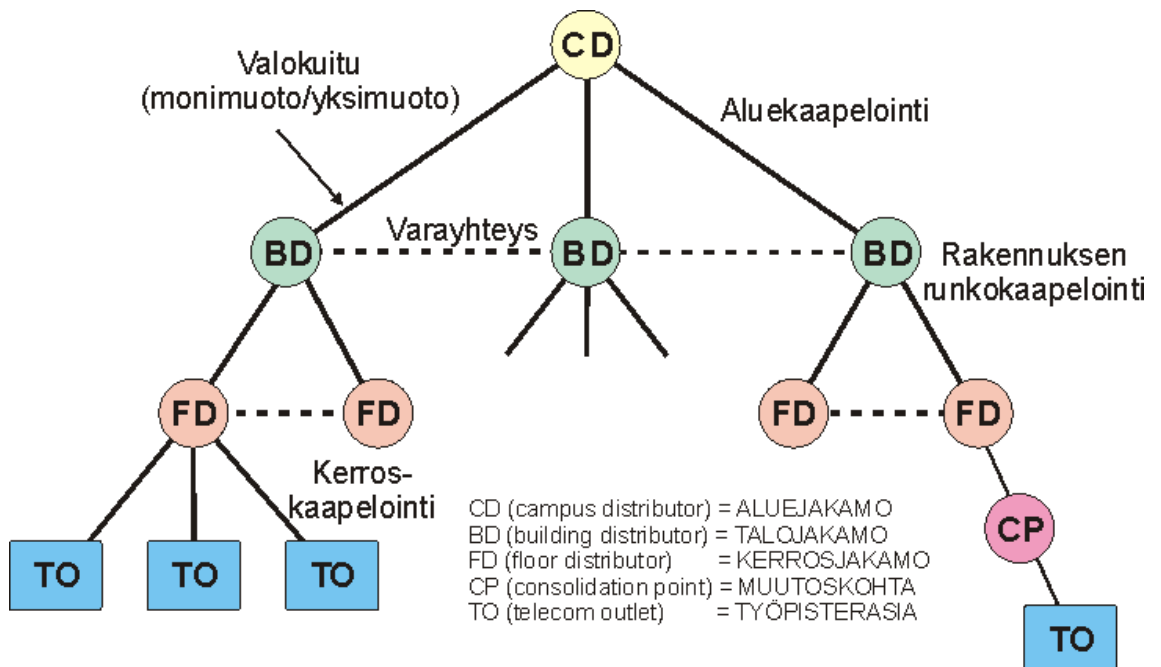 CD
Valokuitu
(monimuoto/yksimuoto)
Aluekaapelointi
BD
Varayhteys
BD
BD
Rakennuksen
runkokaapelointi
FD
FD
FD
FD
Kerros-
kaapelointi
CD (campus distributor) = ALUEJAKAMO
BD (building distributor) = TALOJAKAMO
FD (floor distributor) = KERROSJAKAMO
CP (consolidation point) = MUUTOSKOHTA
TO (telecom outlet) = TYÖPISTERASIA
CP
TO
TO
TO
TO